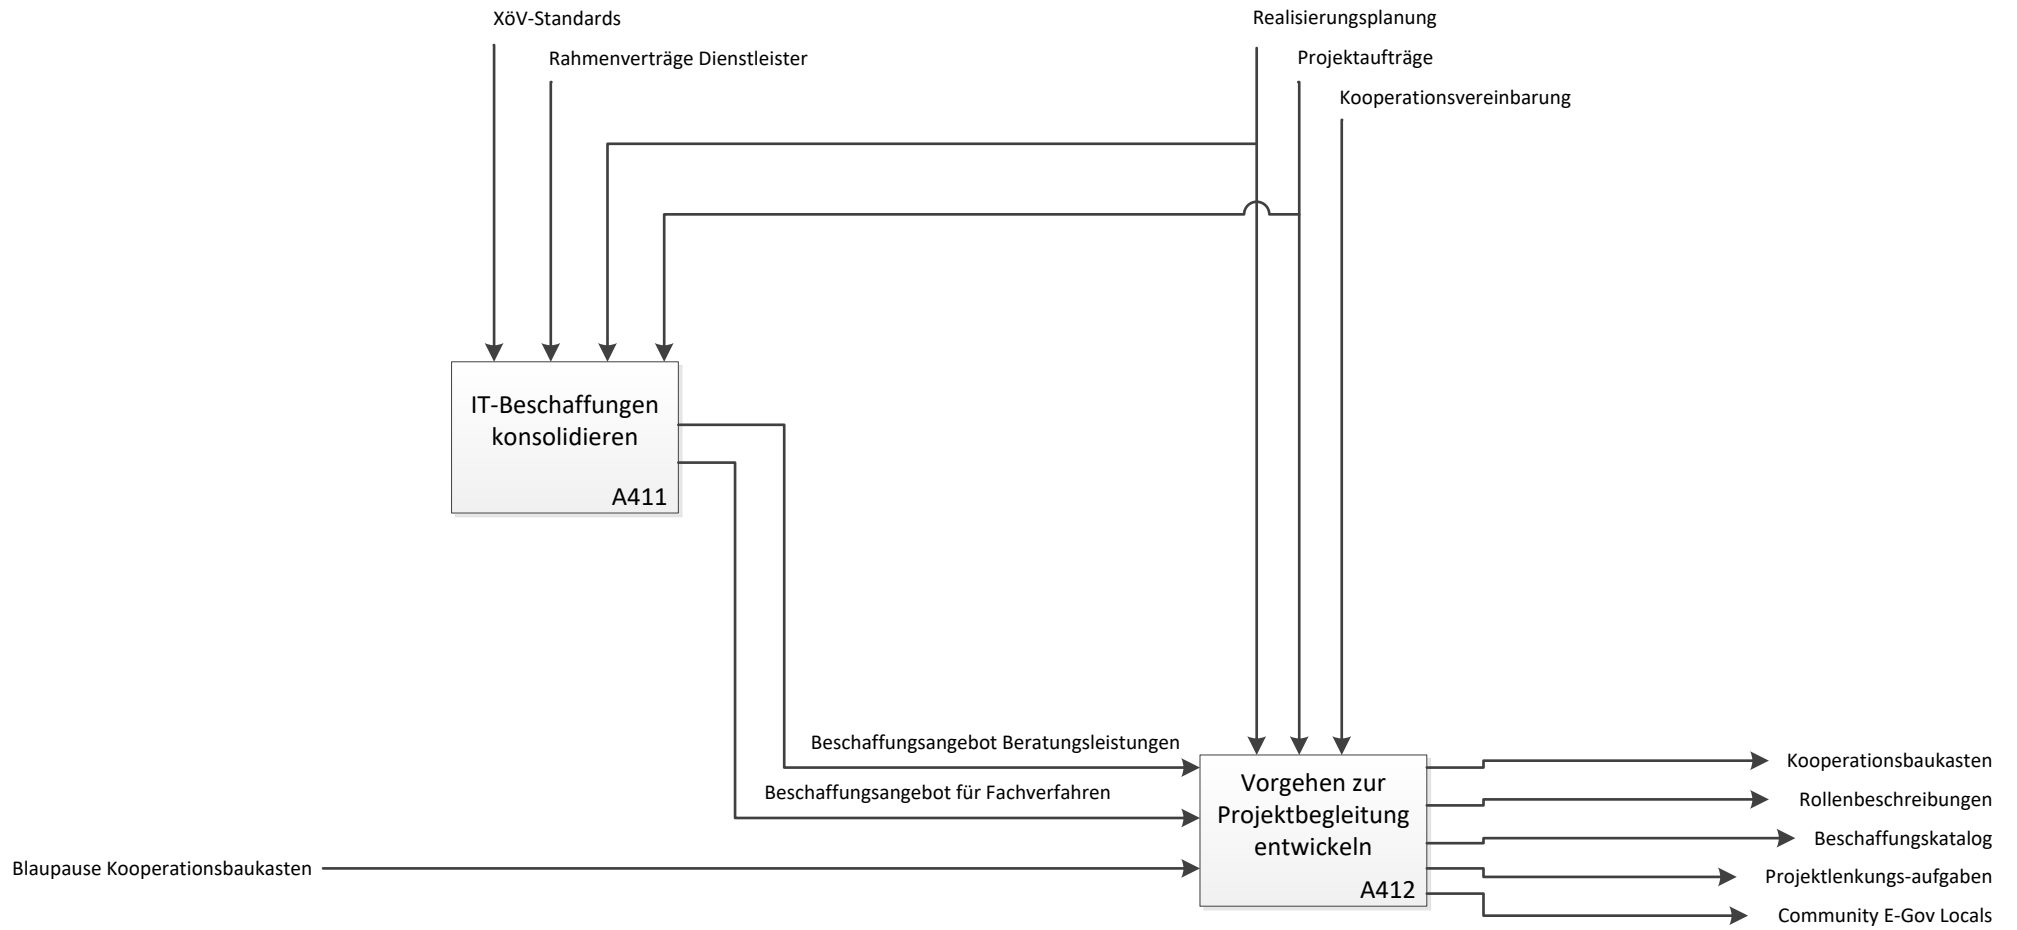 XöV-Standards
Realisierungsplanung
Rahmenverträge Dienstleister
Projektaufträge
Kooperationsvereinbarung
IT-Beschaffungen
konsolidieren
A411
Beschaffungsangebot Beratungsleistungen
Beschaffungsangebot für Fachverfahren
Blaupause Kooperationsbaukasten
Vorgehen zur
Projektbegleitung
entwickeln
A412
Kooperationsbaukasten
Rollenbeschreibungen
Beschaffungskatalog
Projektlenkungs-aufgaben
Community E-Gov Locals